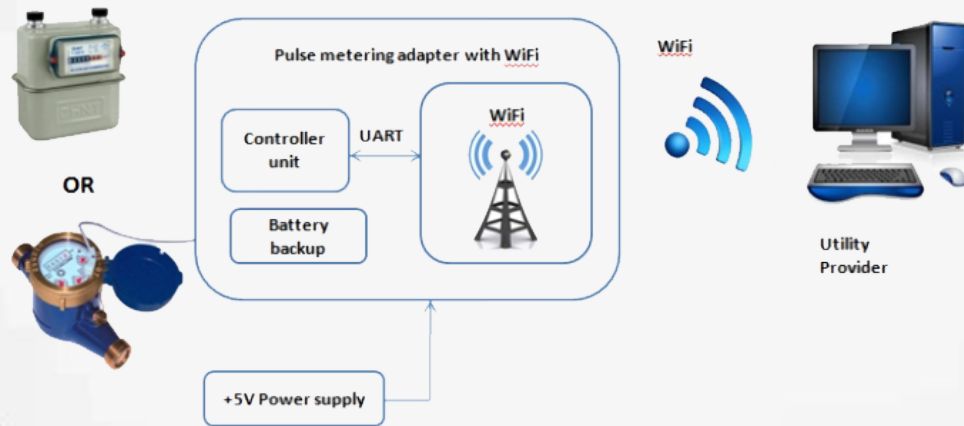 Pulse metering adapter with WiFi
WiFi
WiFi
Controller
unit
UART
OR
Battery
backup
Utility
Provider
+5V Power supply